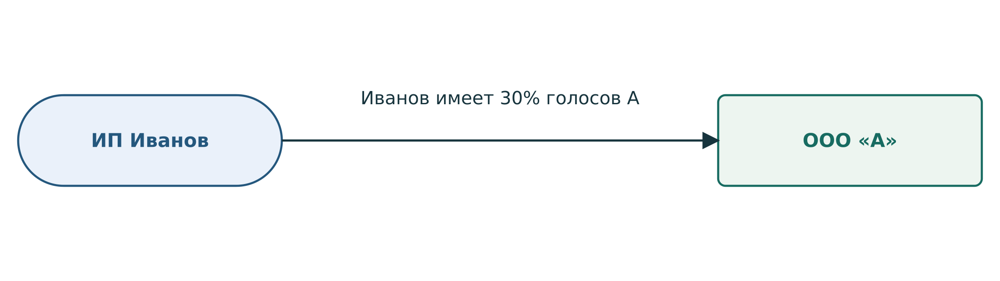 Иванов имеет 30% голосов А
ИП Иванов
ООО «А»